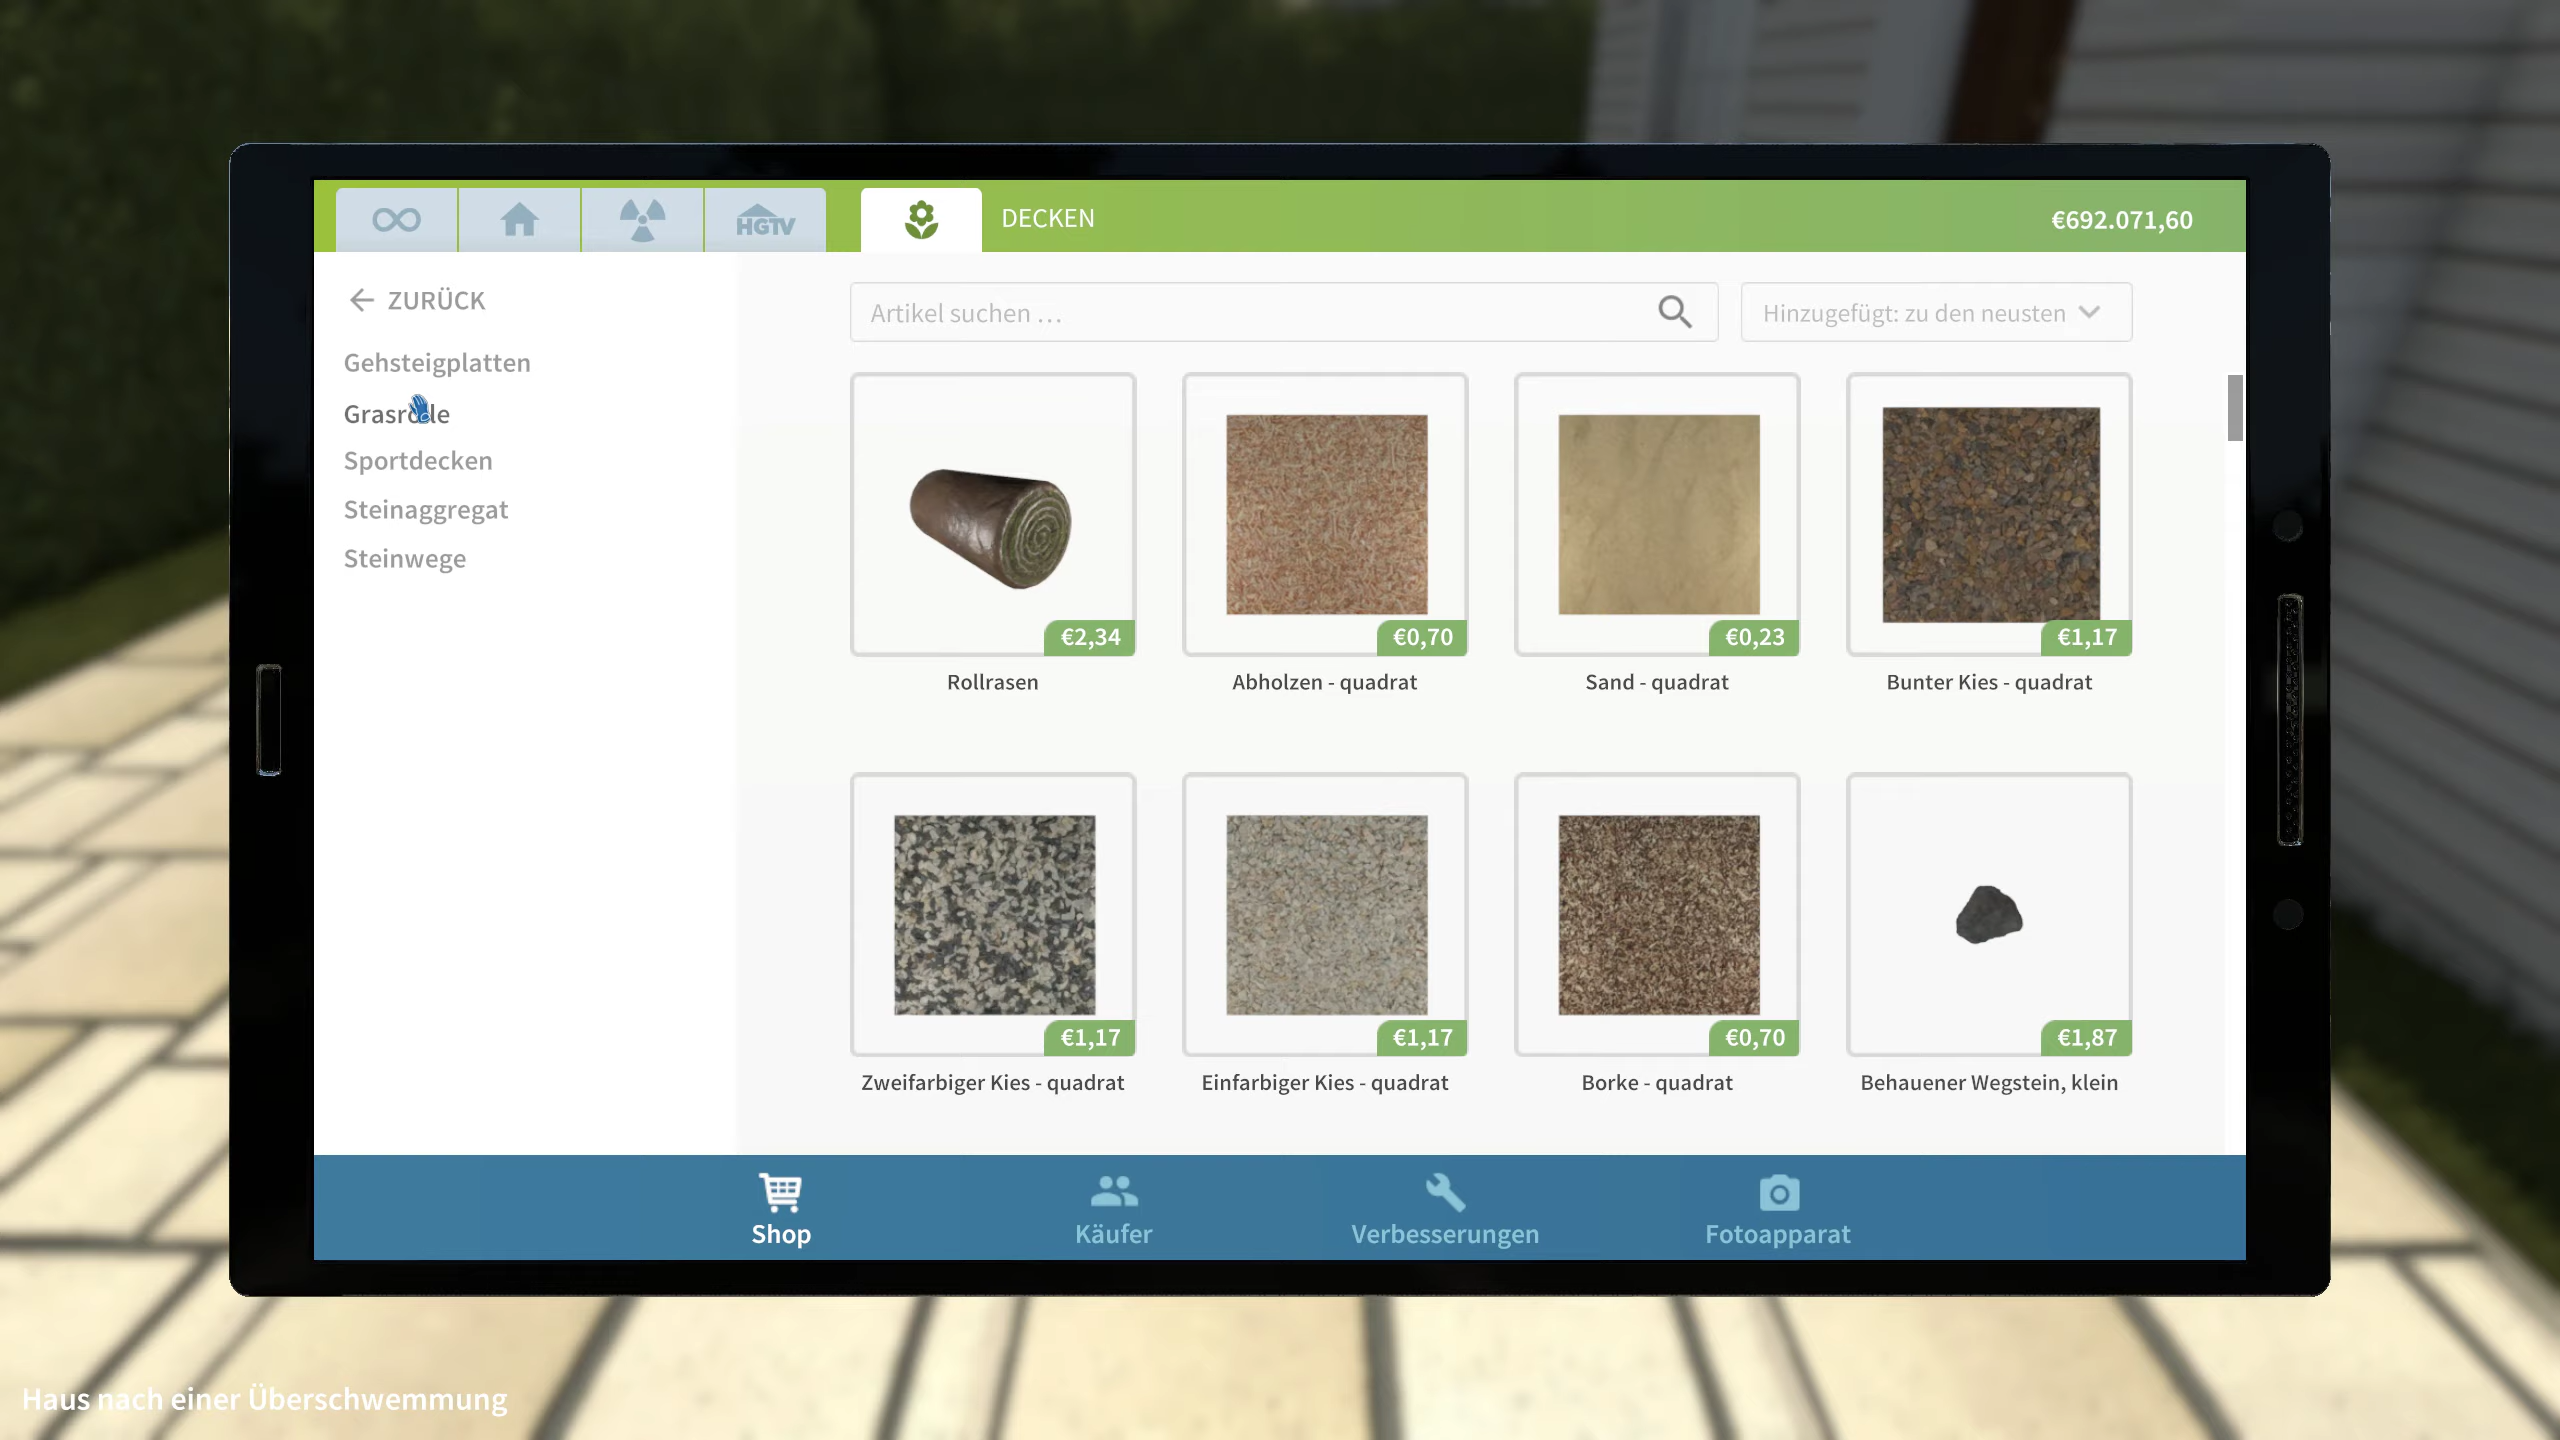 HGTV
DECKEN
€692.071,60
ZURÜCK
Artikel suchen …
Hinzugefügt: zu den neusten
Gehsteigplatten
Grasrolle
Sportdecken
Steinaggregat
Steinwege
€2,34
€0,70
€0,23
€1,17
Rollrasen
Abholzen - quadrat
Sand - quadrat
Bunter Kies - quadrat
€1,17
€1,17
€0,70
€1,87
Zweifarbiger Kies - quadrat
Einfarbiger Kies - quadrat
Borke - quadrat
Behauener Wegstein, klein
Shop
Käufer
Verbesserungen
Fotoapparat
Haus nach einer Überschwemmung